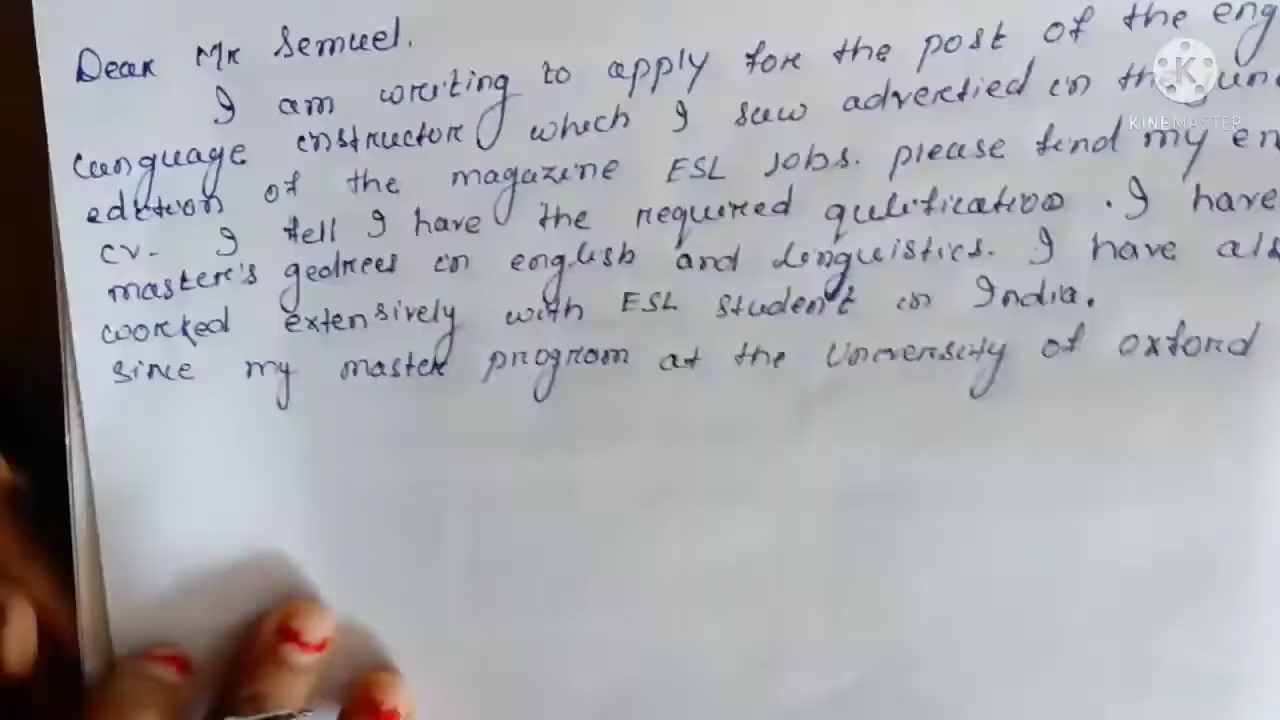 Dear Mr Semuel.
I am writing to apply for the post of the eng
language instructor which I saw advertied in the jun
edition of the magazine ESL Jobs. please find my en
cv. I fell I have the required qulification. I have
master's gedrees in english and linguistics. I have als
worked extensively with ESL student in India.
since my master program at the University of oxford
KINEMASTER